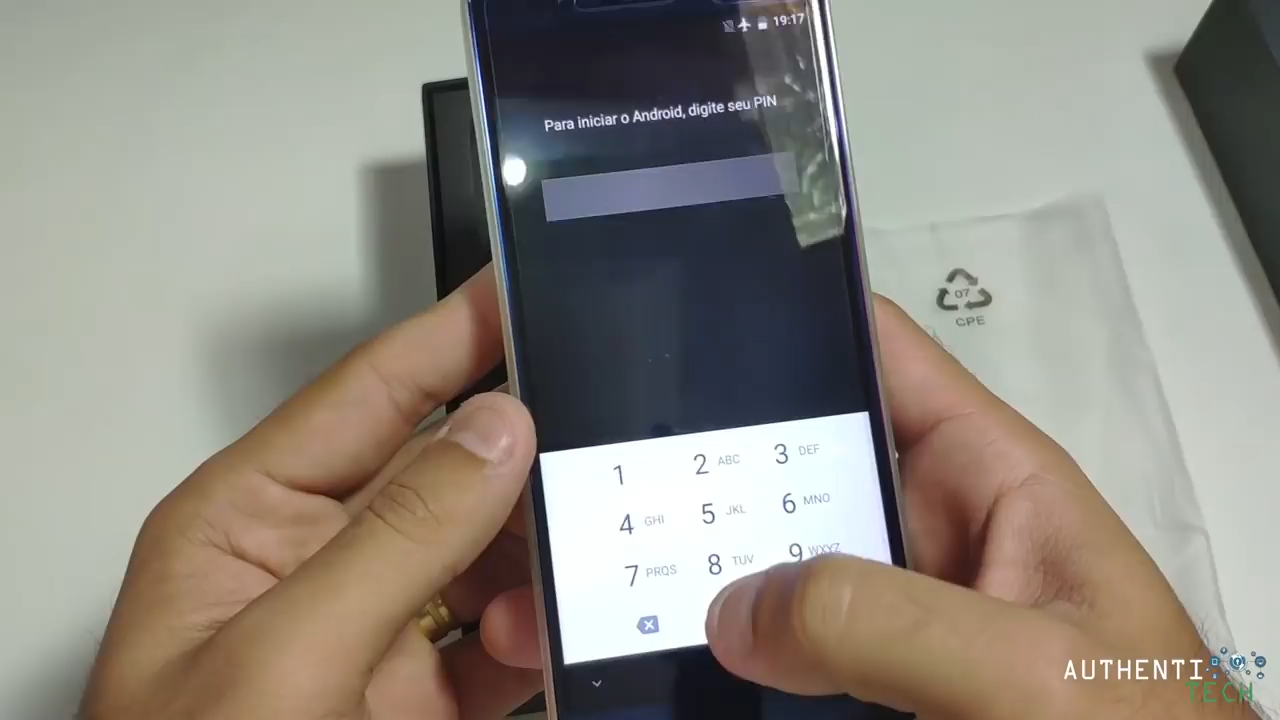 19:17
Para iniciar o Android, digite seu PIN
07
CPE
1
2 ABC
3 DEF
4 GHI
5 JKL
6 MNO
7 PRQS
8 TUV
9 WXYZ
AUTHENTI
TECH